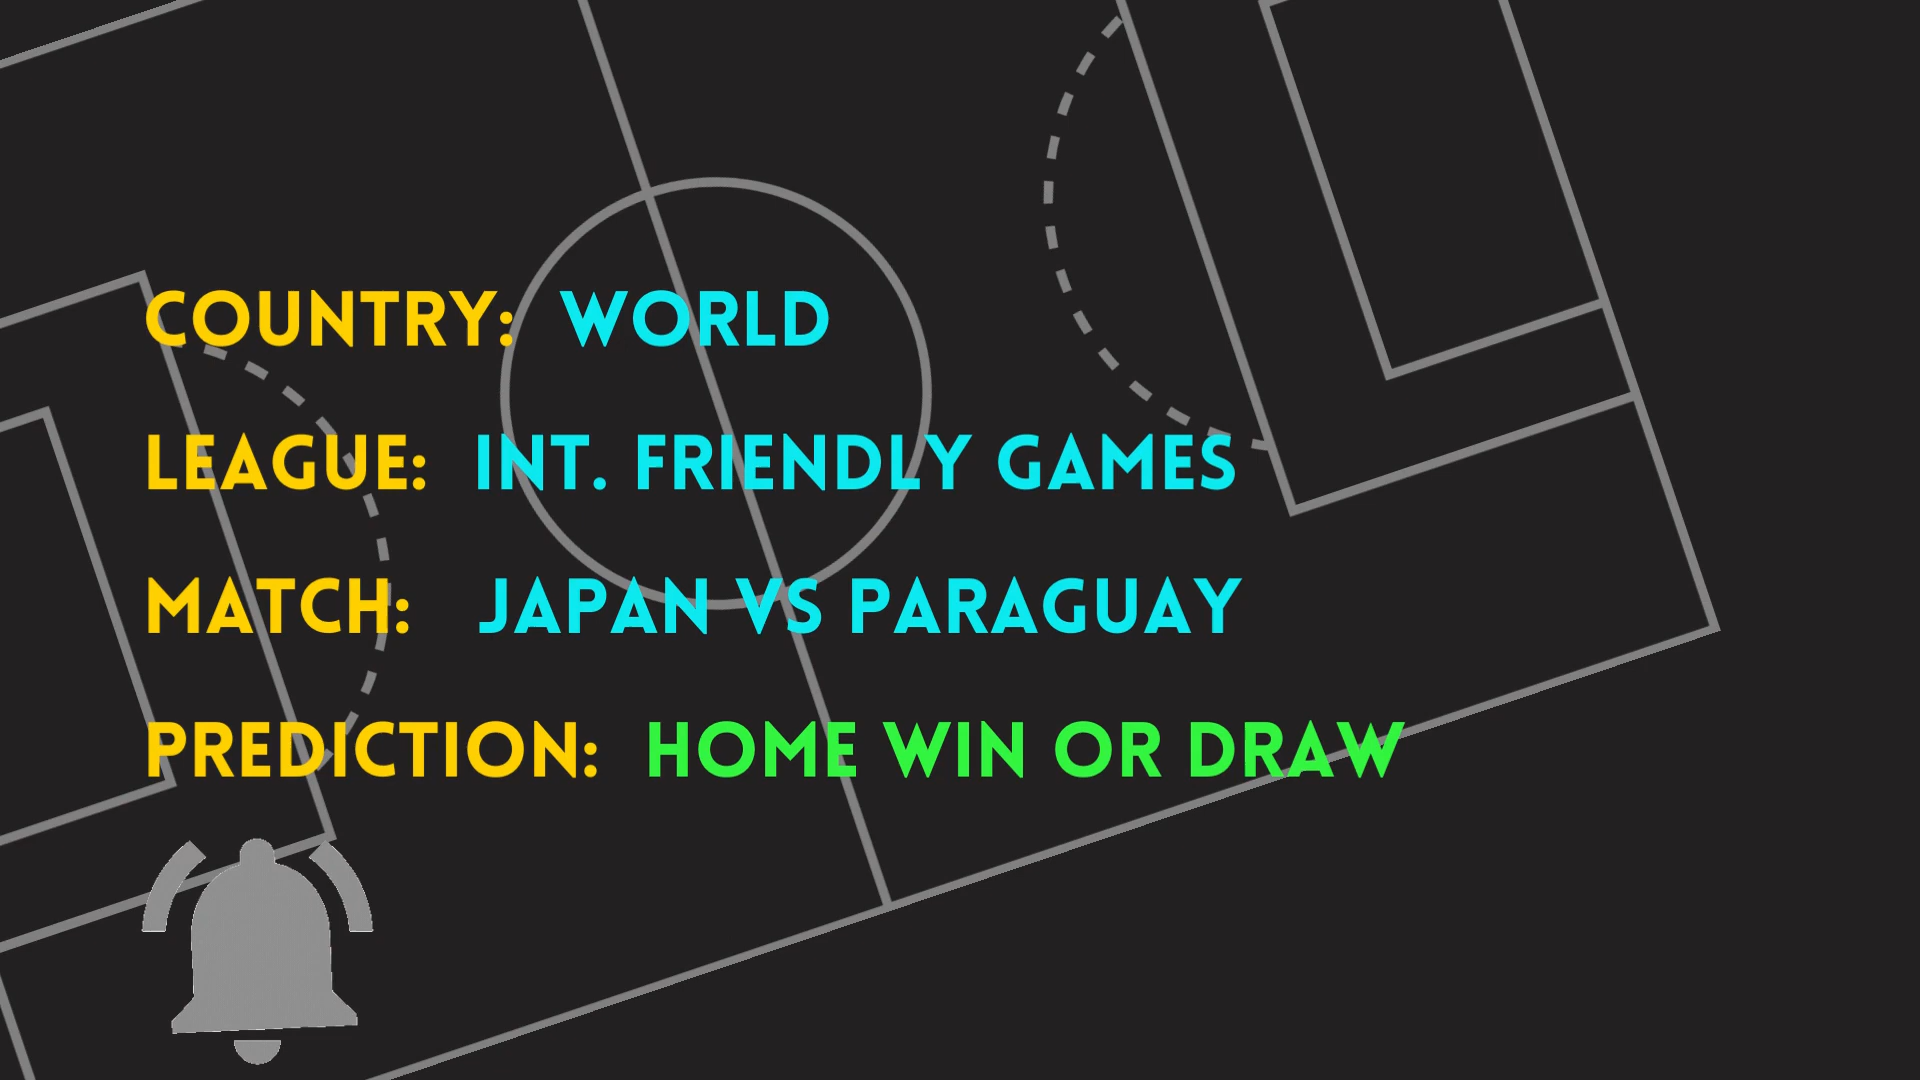 COUNTRY: WORLD
LEAGUE: INT. FRIENDLY GAMES
MATCH: JAPAN VS PARAGUAY
PREDICTION: HOME WIN OR DRAW